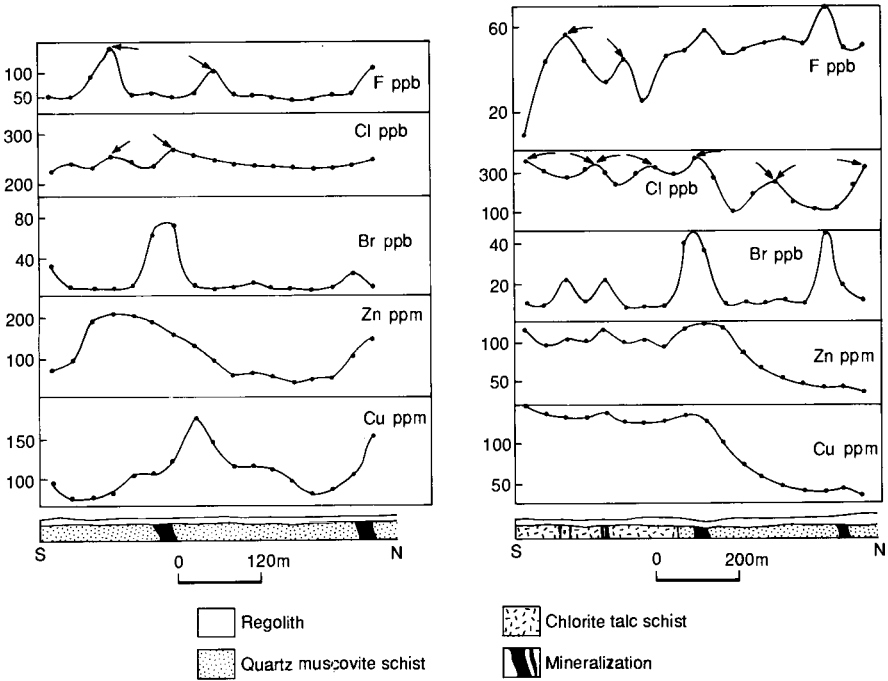 100
50
F ppb
Cl ppb
300
200
80
40
Br ppb
Zn ppm
200
100
Cu ppm
150
100
S
N
0
120m
60
20
F ppb
300
100
Cl ppb
40
20
Br ppb
100
50
Zn ppm
100
50
Cu ppm
S
N
0
200m
Regolith
Quartz muscovite schist
Chlorite talc schist
Mineralization